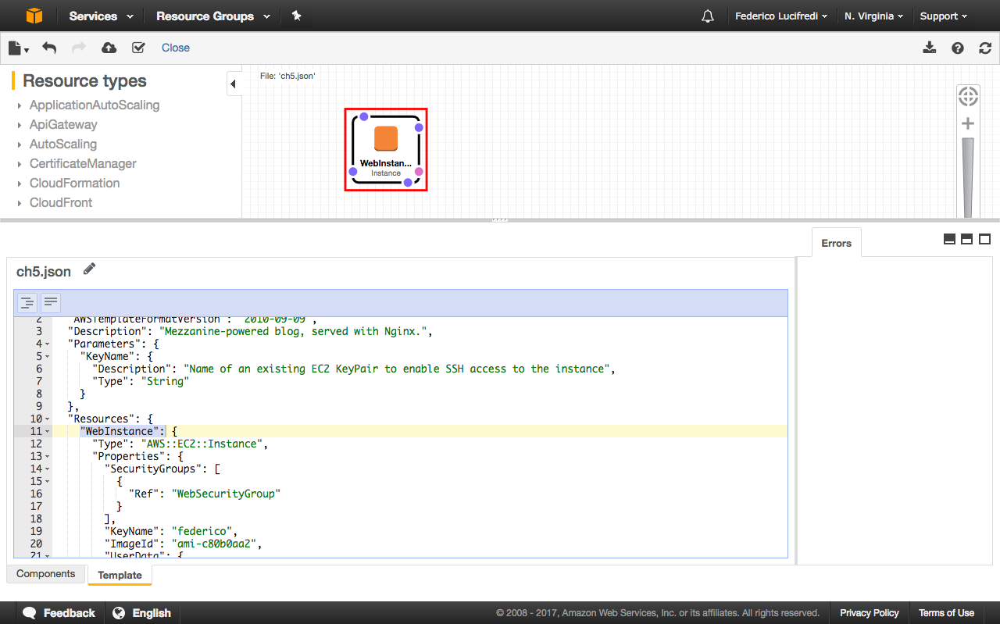 Services Resource Groups Federico Lucifredi N. Virginia Support
Close
Resource types
ApplicationAutoScaling
ApiGateway
AutoScaling
CertificateManager
CloudFormation
CloudFront
File: 'ch5.json'
WebInstan...
Instance
Errors
ch5.json
2 "AWSTemplateFormatVersion": "2010-09-09",
3 "Description": "Mezzanine-powered blog, served with Nginx.",
4 "Parameters": {
5 "KeyName": {
6 "Description": "Name of an existing EC2 KeyPair to enable SSH access to the instance",
7 "Type": "String"
8 }
9 },
10 "Resources": {
11 "WebInstance": {
12 "Type": "AWS::EC2::Instance",
13 "Properties": {
14 "SecurityGroups": [
15 {
16 "Ref": "WebSecurityGroup"
17 }
18 ],
19 "KeyName": "federico",
20 "ImageId": "ami-c80b0aa2",
21 "UserData": {
Components Template
Feedback English © 2008 - 2017, Amazon Web Services, Inc. or its affiliates. All rights reserved. Privacy Policy Terms of Use